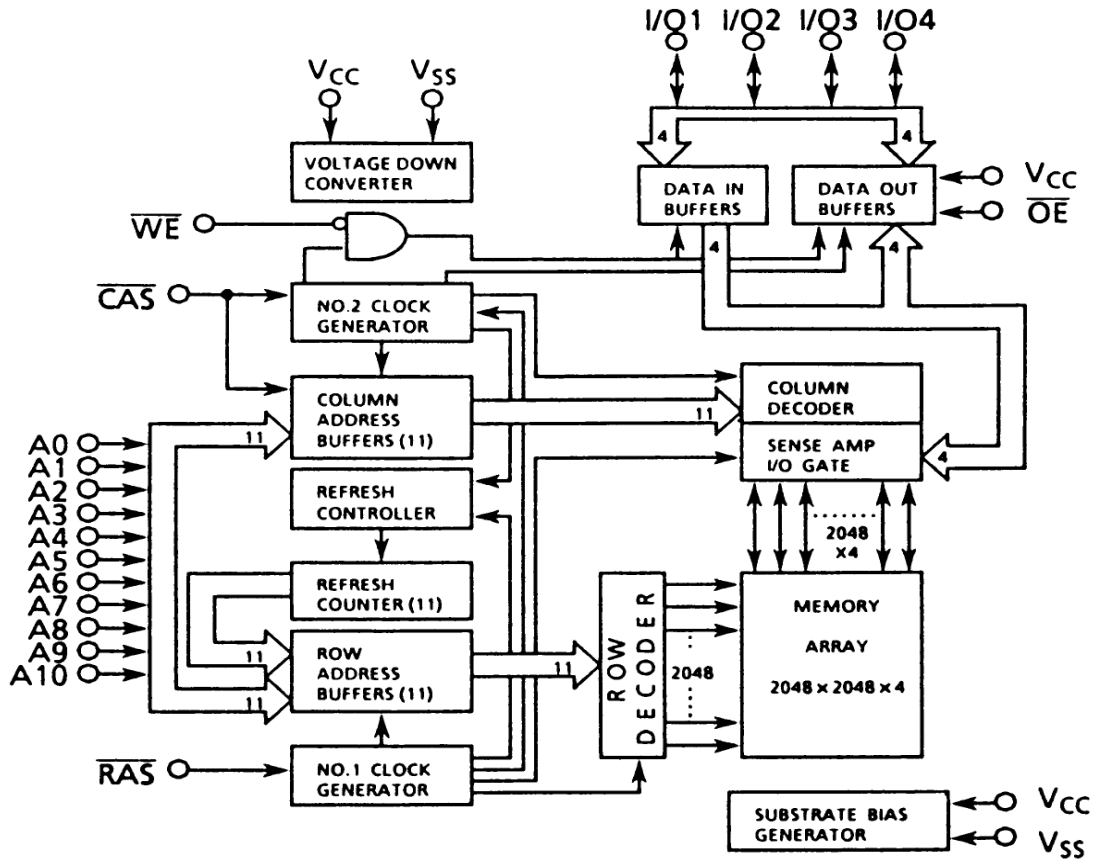 I/O1 I/O2 I/O3 I/O4
VCC VSS
4 4
VOLTAGE DOWN
CONVERTER
DATA IN
BUFFERS
DATA OUT
BUFFERS
VCC
OE
WE
4 4
CAS
NO.2 CLOCK
GENERATOR
COLUMN
ADDRESS
BUFFERS (11)
11
11
COLUMN
DECODER
SENSE AMP
I/O GATE
4
A0
A1
A2
A3
A4
A5
A6
A7
A8
A9
A10
REFRESH
CONTROLLER
2048
x4
REFRESH
COUNTER (11)
11
11
ROW
ADDRESS
BUFFERS (11)
11
ROW
DECODER
2048
MEMORY
ARRAY
2048 x 2048 x 4
RAS
NO.1 CLOCK
GENERATOR
SUBSTRATE BIAS
GENERATOR
VCC
VSS